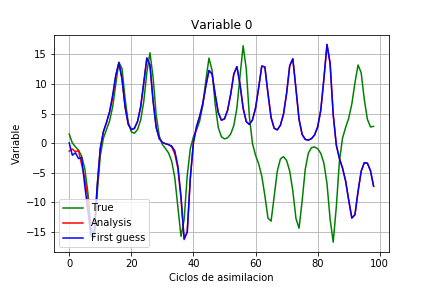 Variable 0
Variable
15
10
5
0
−5
−10
−15
True
Analysis
First guess
0
20
40
60
80
100
Ciclos de asimilacion